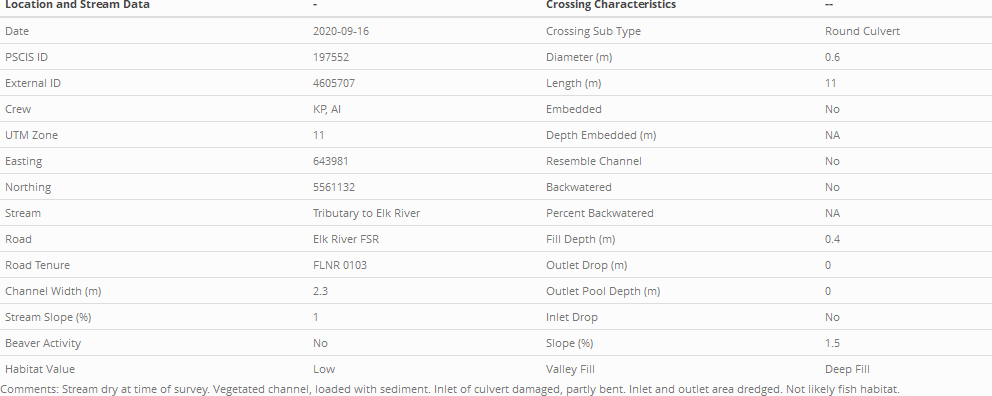 Location and Stream Data - Crossing Characteristics --
Date 2020-09-16 Crossing Sub Type Round Culvert
PSCIS ID 197552 Diameter (m) 0.6
External ID 4605707 Length (m) 11
Crew KP, AI Embedded No
UTM Zone 11 Depth Embedded (m) NA
Easting 643981 Resemble Channel No
Northing 5561132 Backwatered No
Stream Tributary to Elk River Percent Backwatered NA
Road Elk River FSR Fill Depth (m) 0.4
Road Tenure FLNR 0103 Outlet Drop (m) 0
Channel Width (m) 2.3 Outlet Pool Depth (m) 0
Stream Slope (%) 1 Inlet Drop No
Beaver Activity No Slope (%) 1.5
Habitat Value Low Valley Fill Deep Fill
Comments: Stream dry at time of survey. Vegetated channel, loaded with sediment. Inlet of culvert damaged, partly bent. Inlet and outlet area dredged. Not likely fish habitat.